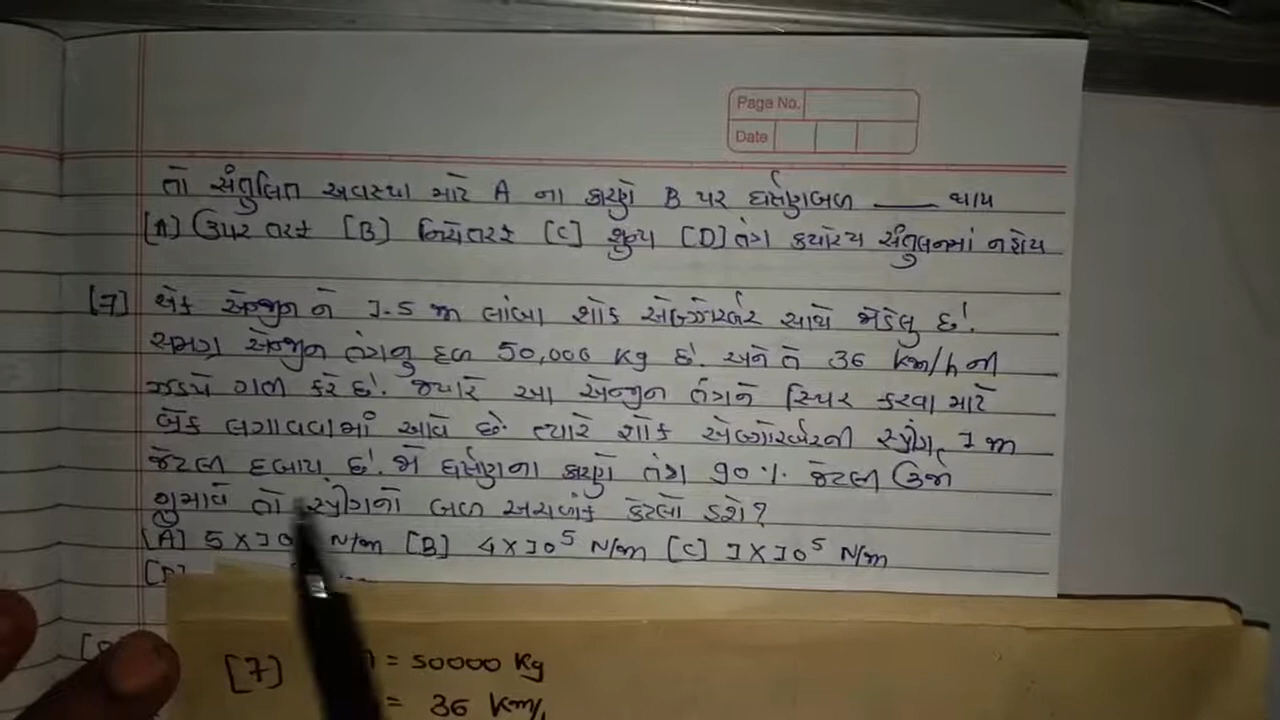 Page No.
Date
તો સંતુલિત અવસ્થા માટે A ના કારણે B પર ઘર્ષણબળ ____ થાય
[A] ઉપર તરફ [B] નિચેતરફ [C] શુન્ય [D] તંત્ર ક્યારેય સંતુલનમાં ન હોય
[7] એક એન્જીન ને 1.5 m લાંબા શોક એબ્ઝોર્બર સાથે જોડેલુ છે.
સમગ્ર એન્જીન તંત્રનુ દળ 50,000 Kg છે. અને તે 36 Km/h ની
ઝડપે ગતિ કરે છે. જ્યારે આ એન્જીન તંત્રને સ્થિર કરવા માટે
બ્રેક લગાવવામાં આવે છે. ત્યારે શોક એબ્ઝોર્બરની સ્પ્રીંગ 1 m
જેટલી દબાય છે. જો ઘર્ષણના કારણે તંત્ર 90% જેટલી ઉર્જા
ગુમાવે તો સ્પ્રીંગનો બળ અચળાંક કેટલો હશે?
[A] 5 X 10 N/m [B] 4 X 10⁵ N/m [C] 1 X 10⁵ N/m
[D]
[7] = 50000 Kg
= 36 Km/